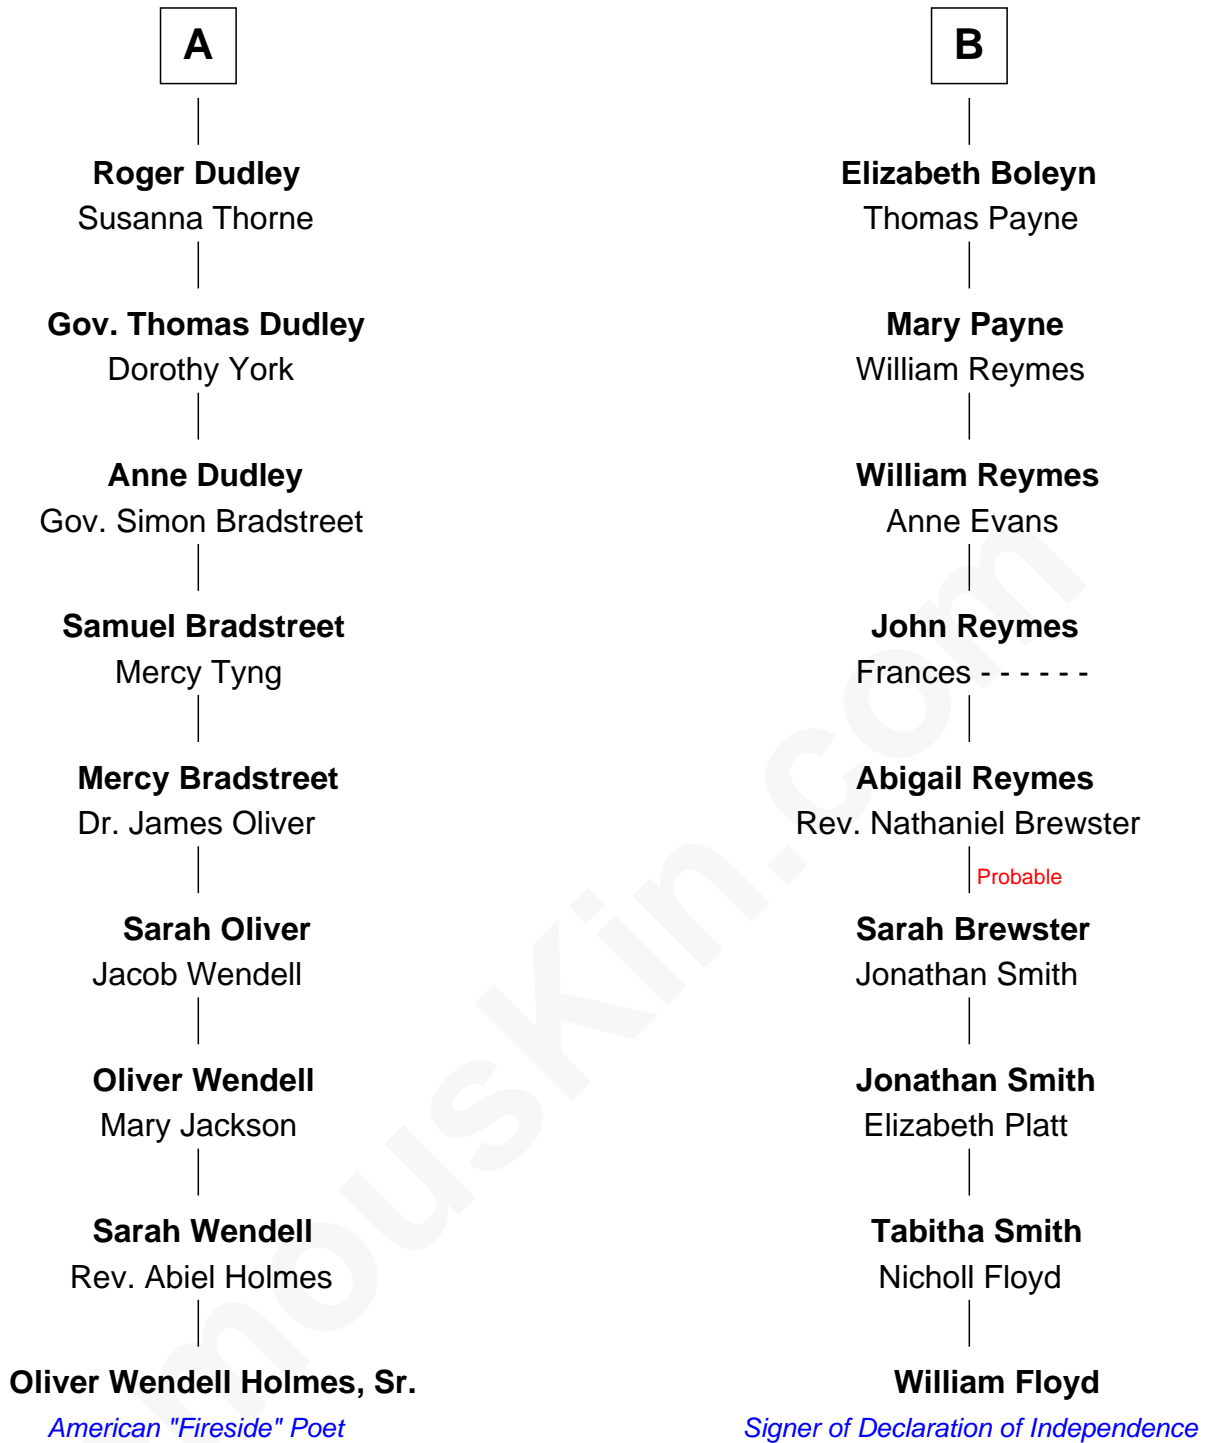 A
Roger Dudley
Susanna Thorne
Gov. Thomas Dudley
Dorothy York
Anne Dudley
Gov. Simon Bradstreet
Samuel Bradstreet
Mercy Tyng
Mercy Bradstreet
Dr. James Oliver
Sarah Oliver
Jacob Wendell
Oliver Wendell
Mary Jackson
Sarah Wendell
Rev. Abiel Holmes
Oliver Wendell Holmes, Sr.
American "Fireside" Poet
B
Elizabeth Boleyn
Thomas Payne
Mary Payne
William Reymes
William Reymes
Anne Evans
John Reymes
Frances - - - - - -
Abigail Reymes
Rev. Nathaniel Brewster
Probable
Sarah Brewster
Jonathan Smith
Jonathan Smith
Elizabeth Platt
Tabitha Smith
Nicholl Floyd
William Floyd
Signer of Declaration of Independence
mousKin.com